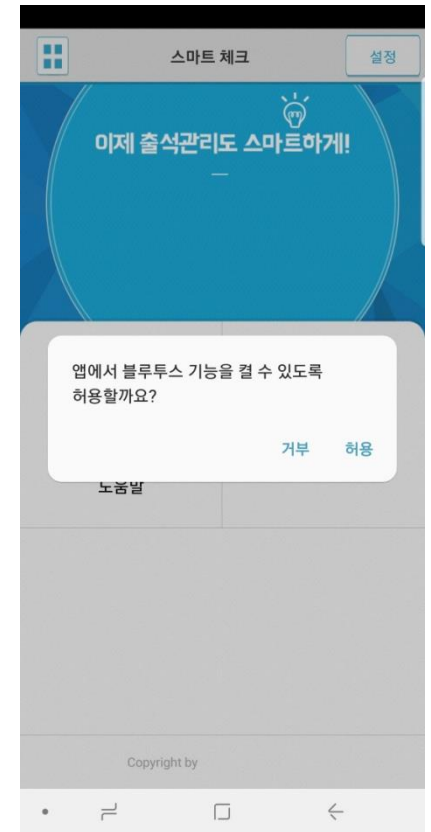 스마트 체크
설정
이제 출석관리도 스마트하게!
앱에서 블루투스 기능을 켤 수 있도록
허용할까요?
거부
허용
도움말
Copyright by